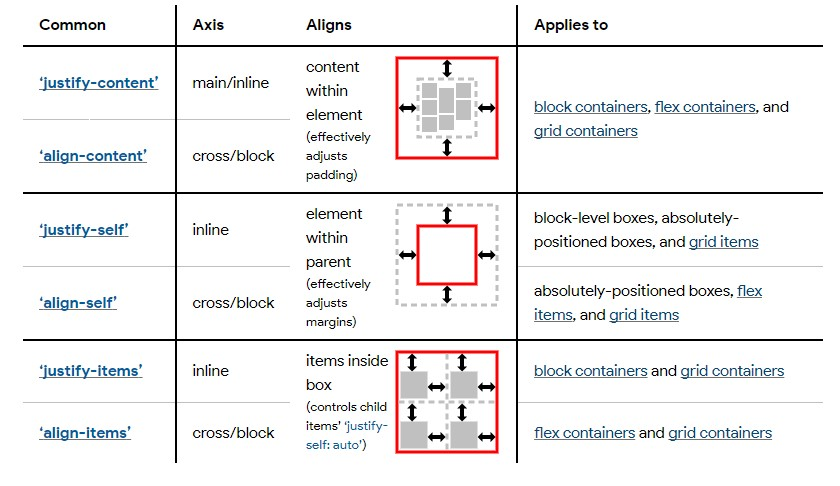 Common Axis Aligns Applies to
‘justify-content’ main/inline
content
within
element
(effectively
adjusts
padding)
block containers, flex containers, and
grid containers
‘align-content’ cross/block
‘justify-self’ inline
element
within
parent
(effectively
adjusts
margins)
block-level boxes, absolutely-
positioned boxes, and grid items
‘align-self’ cross/block
absolutely-positioned boxes, flex
items, and grid items
‘justify-items’ inline
items inside
box
(controls child
items’ ‘justify-
self: auto’)
block containers and grid containers
‘align-items’ cross/block
flex containers and grid containers